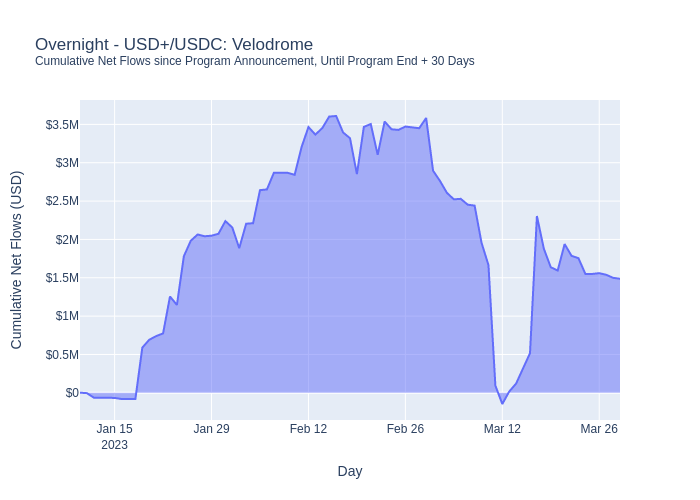 Overnight - USD+/USDC: Velodrome
Cumulative Net Flows since Program Announcement, Until Program End + 30 Days
Cumulative Net Flows (USD)
$3.5M
$3M
$2.5M
$2M
$1.5M
$1M
$0.5M
$0
Jan 15
2023
Jan 29
Feb 12
Feb 26
Mar 12
Mar 26
Day